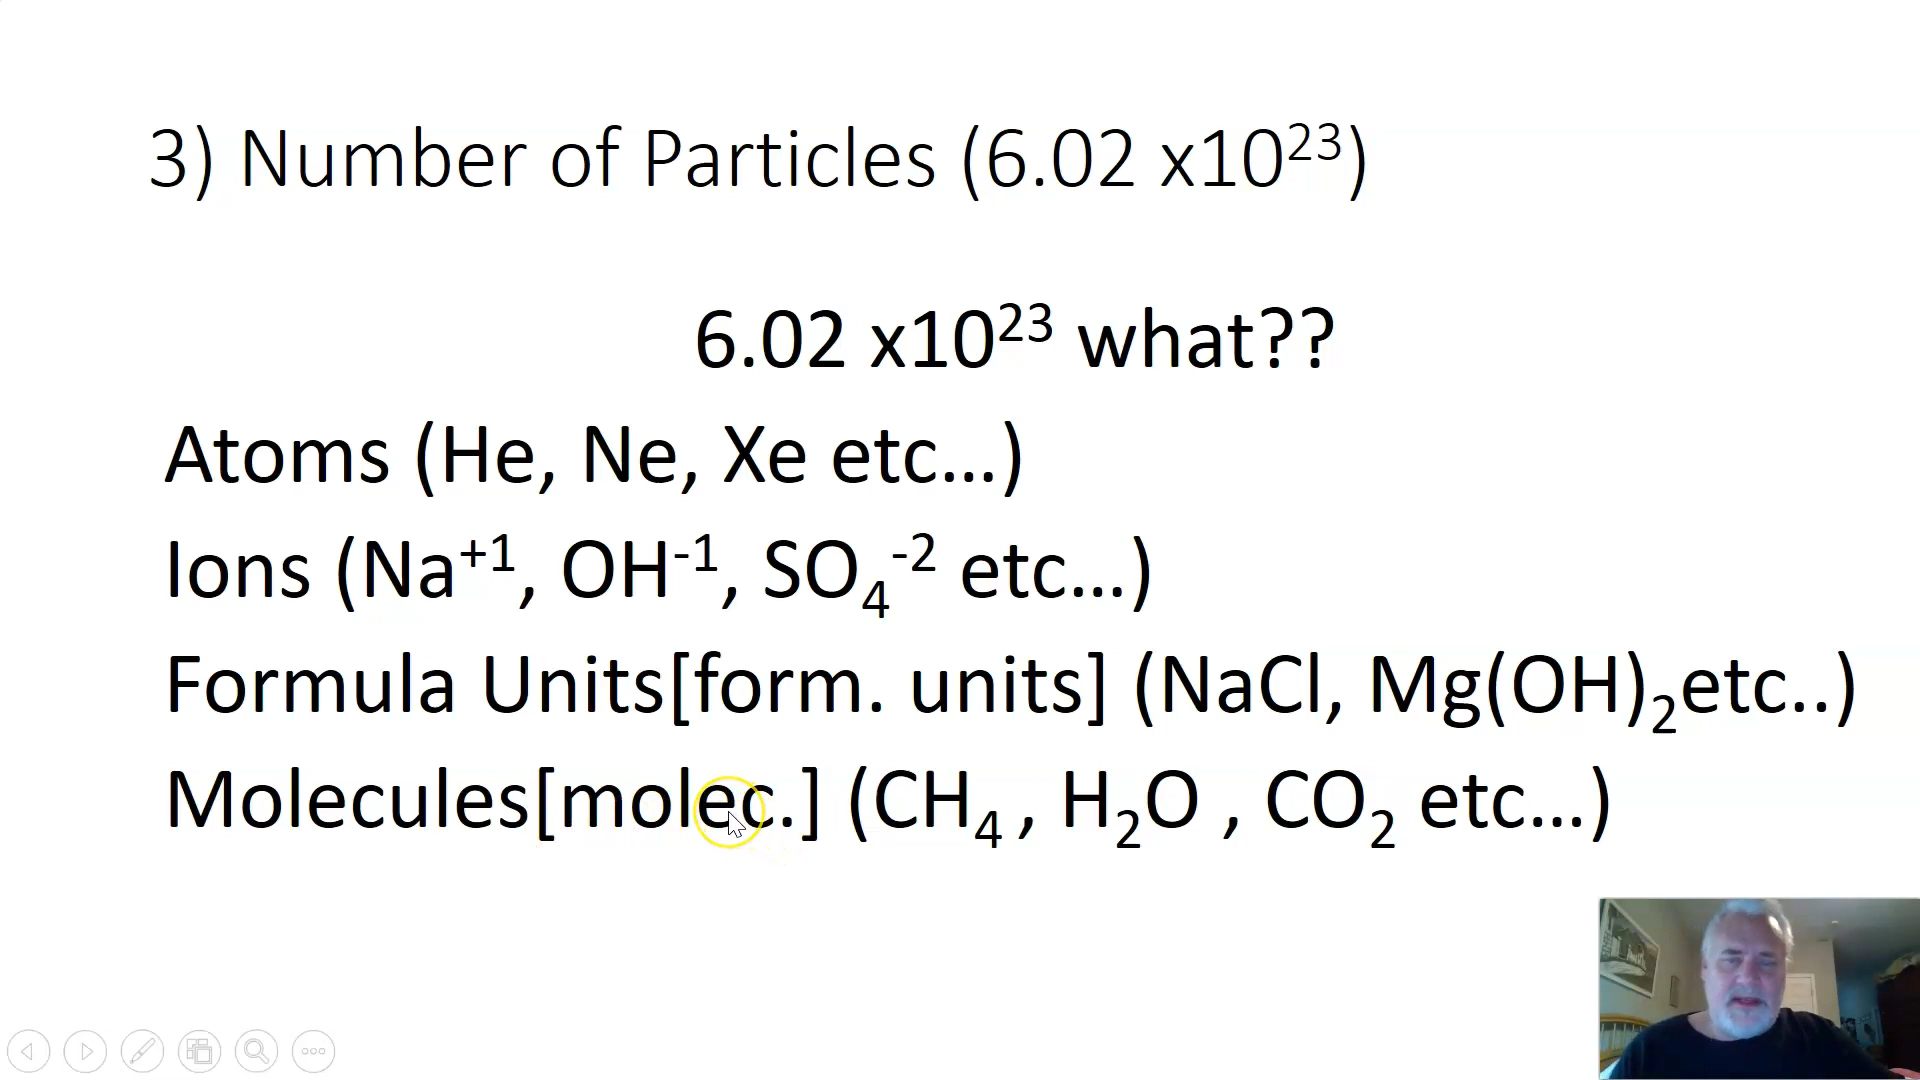 3) Number of Particles (6.02 x10²³)
6.02 x10²³ what??
Atoms (He, Ne, Xe etc…)
Ions (Na⁺¹, OH⁻¹, SO₄⁻² etc…)
Formula Units[form. units] (NaCl, Mg(OH)₂etc..)
Molecules[molec.] (CH₄ , H₂O , CO₂ etc…)